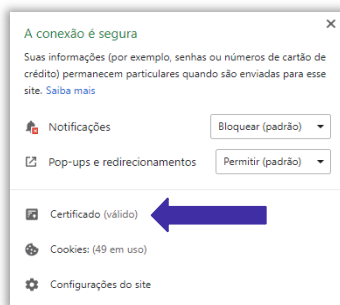 A conexão é segura
Suas informações (por exemplo, senhas ou números de cartão de
crédito) permanecem particulares quando são enviadas para esse
site. Saiba mais
Notificações Bloquear (padrão)
Pop-ups e redirecionamentos Permitir (padrão)
Certificado (válido)
Cookies: (49 em uso)
Configurações do site